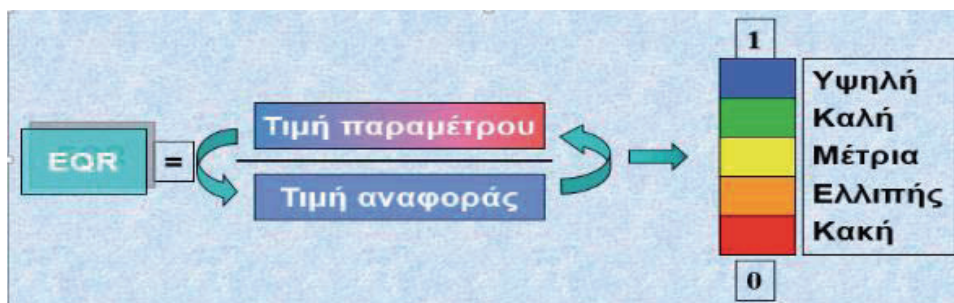 EQR
=
Τιμή παραμέτρου
Τιμή αναφοράς
1
Υψηλή
Καλή
Μέτρια
Ελλιπής
Κακή
0